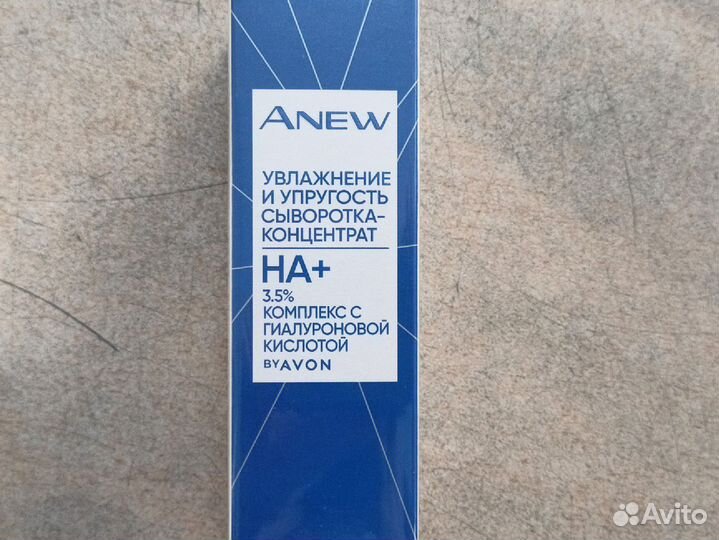 ANEW
УВЛАЖНЕНИЕ
И УПРУГОСТЬ
СЫВОРОТКА-
КОНЦЕНТРАТ
HA+
3.5%
КОМПЛЕКС С
ГИАЛУРОНОВОЙ
КИСЛОТОЙ
BY AVON
Avito